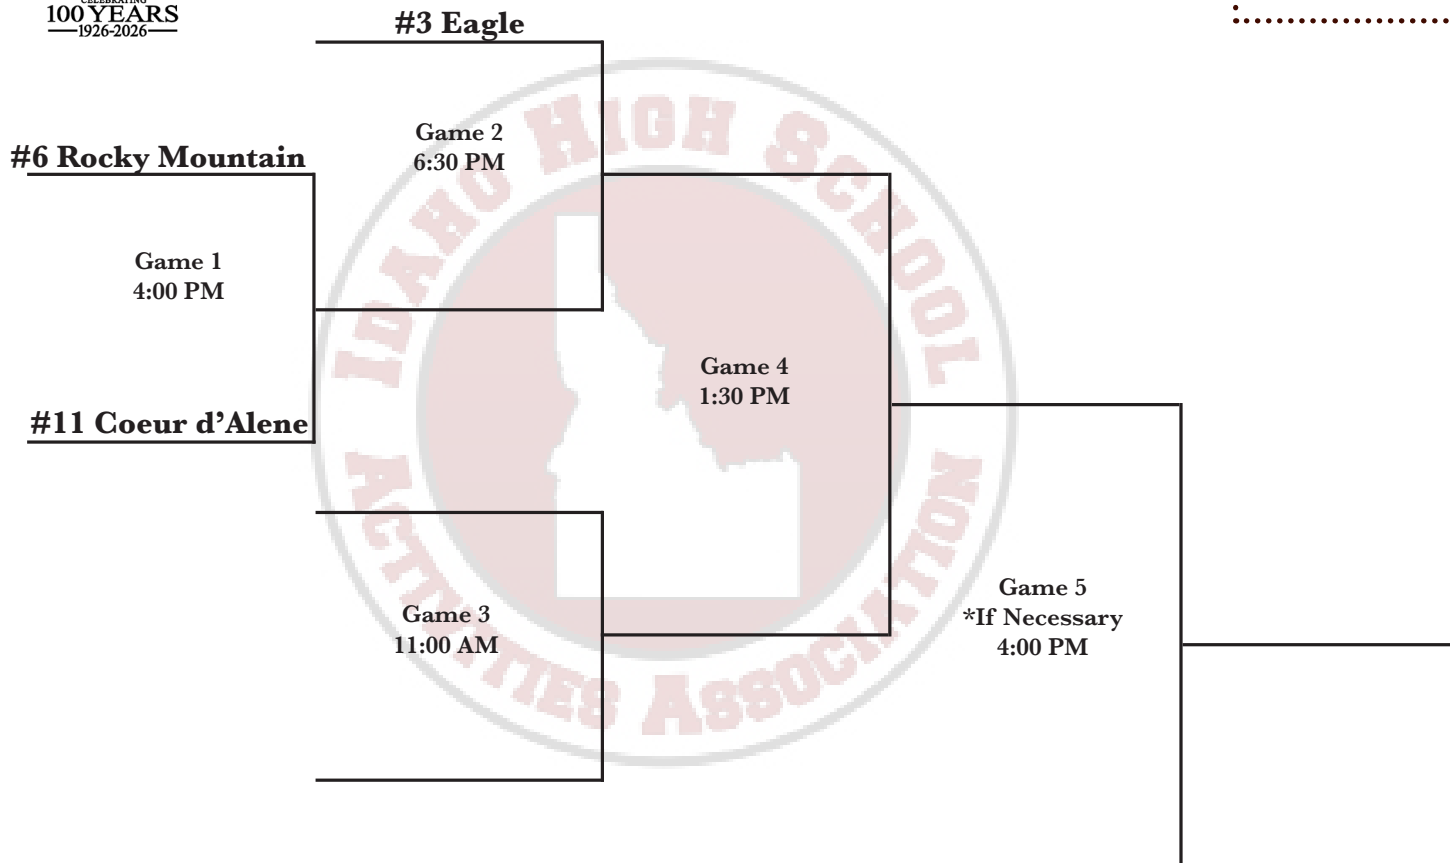 CELEBRATING
100 YEARS
1926-2026
#3 Eagle
Game 2
6:30 PM
#6 Rocky Mountain
Game 1
4:00 PM
Game 4
1:30 PM
#11 Coeur d’Alene
Game 3
11:00 AM
Game 5
*If Necessary
4:00 PM
IDAHO HIGH SCHOOL
ACTIVITIES ASSOCIATION